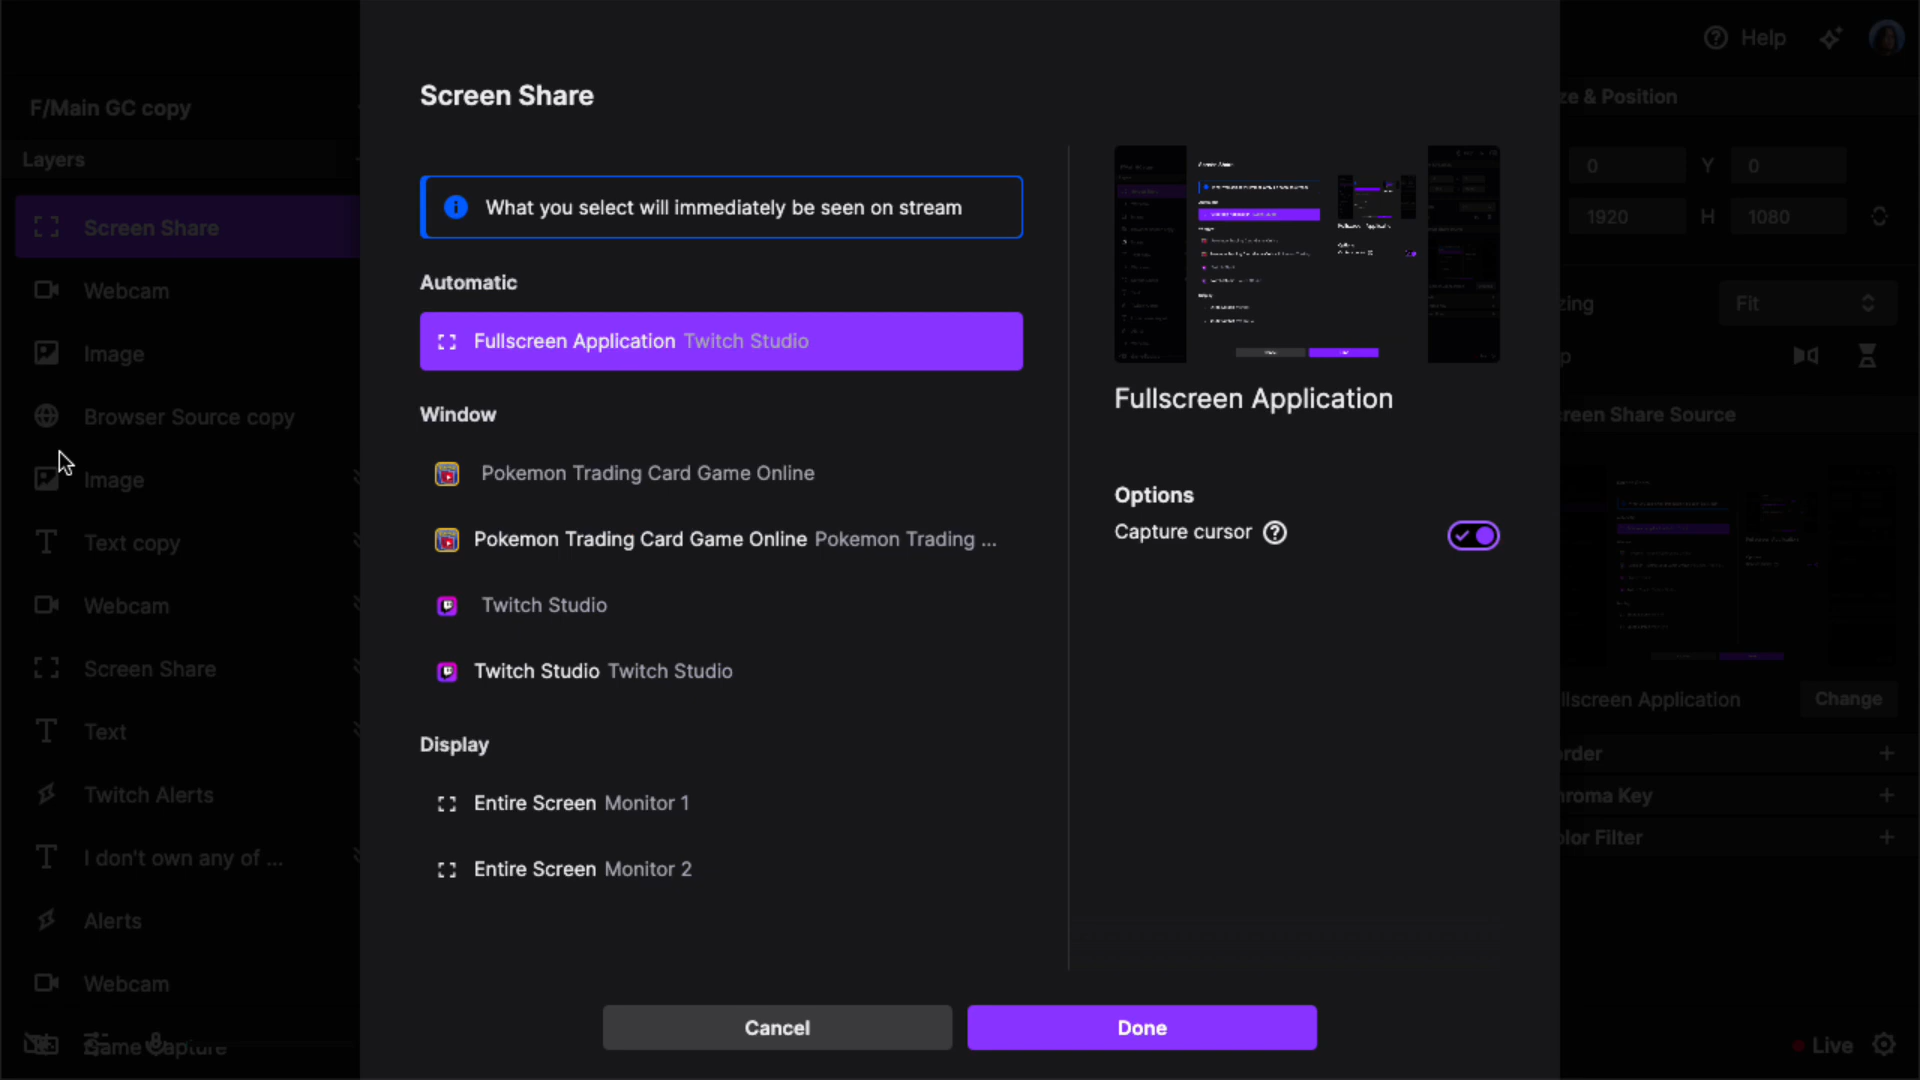 Help
F/Main GC copy
Layers
Screen Share
Webcam
Image
Browser Source copy
Image
Text copy
Webcam
Screen Share
Text
Twitch Alerts
I don't own any of ...
Alerts
Webcam
Game Capture
Screen Share
What you select will immediately be seen on stream
Automatic
Fullscreen Application Twitch Studio
Window
Pokemon Trading Card Game Online
Pokemon Trading Card Game Online Pokemon Trading ...
Twitch Studio
Twitch Studio Twitch Studio
Display
Entire Screen Monitor 1
Entire Screen Monitor 2
Cancel
Done
Fullscreen Application
Options
Capture cursor
ze & Position
0 Y 0
1920 H 1080
zing Fit
p
reen Share Source
llscreen Application Change
rder
hroma Key
olor Filter
Live